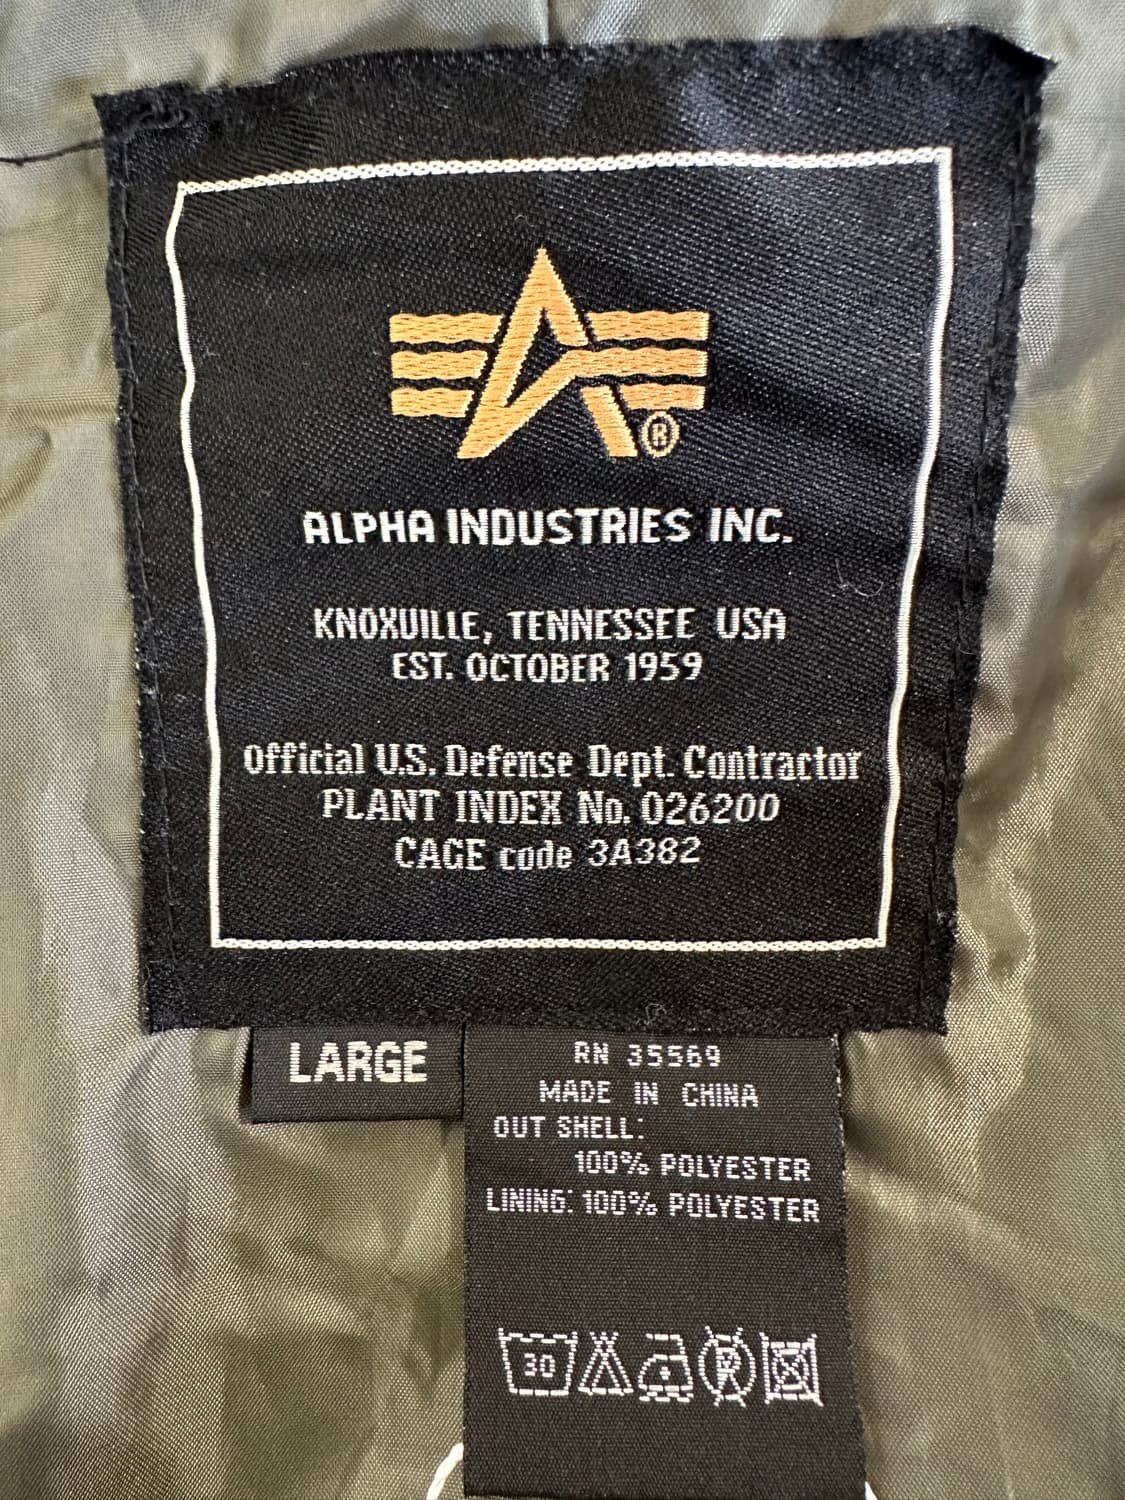 ®
ALPHA INDUSTRIES INC.
KNOXVILLE, TENNESSEE USA
EST. OCTOBER 1959
Official U.S. Defense Dept. Contractor
PLANT INDEX No. 026200
CAGE code 3A382
LARGE
RN 35569
MADE IN CHINA
OUT SHELL:
100% POLYESTER
LINING: 100% POLYESTER
30 P